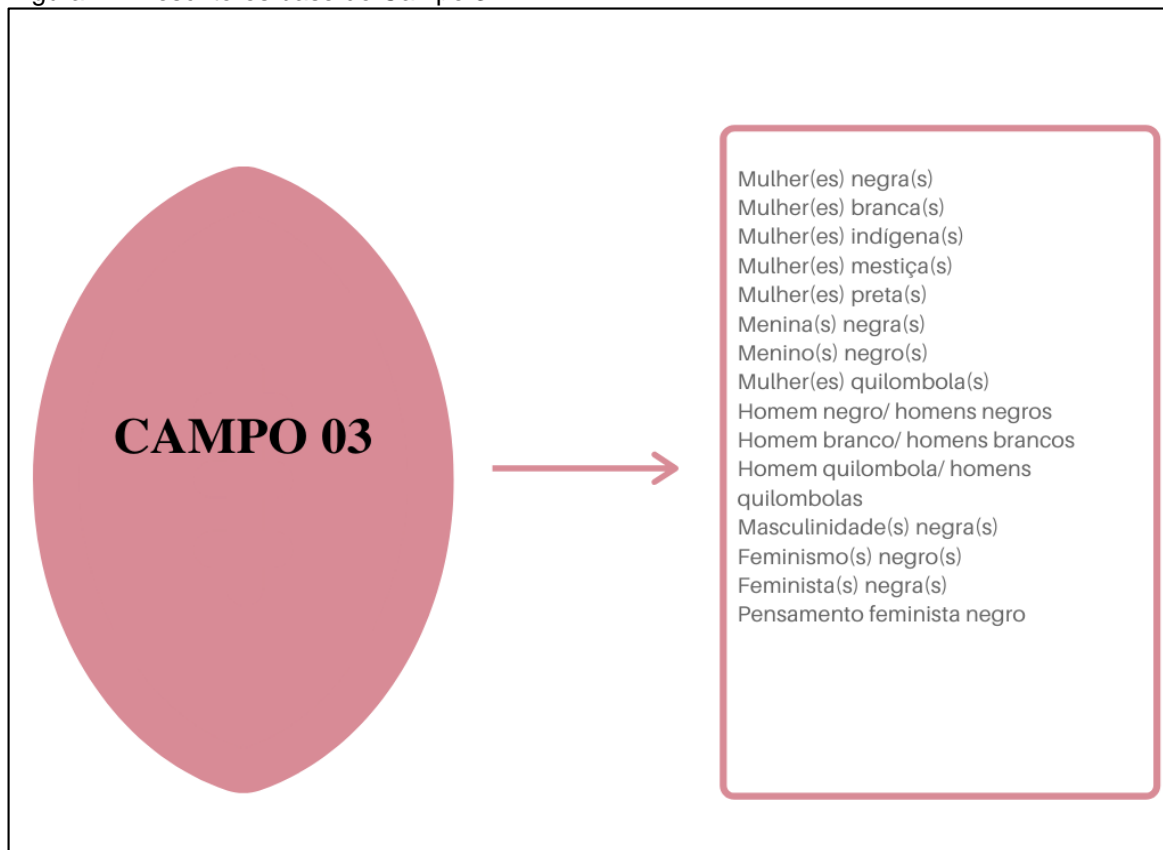 CAMPO 03
Mulher(es) negra(s)
Mulher(es) branca(s)
Mulher(es) indígena(s)
Mulher(es) mestiça(s)
Mulher(es) preta(s)
Menina(s) negra(s)
Menino(s) negro(s)
Mulher(es) quilombola(s)
Homem negro/ homens negros
Homem branco/ homens brancos
Homem quilombola/ homens
quilombolas
Masculinidade(s) negra(s)
Feminismo(s) negro(s)
Feminista(s) negra(s)
Pensamento feminista negro